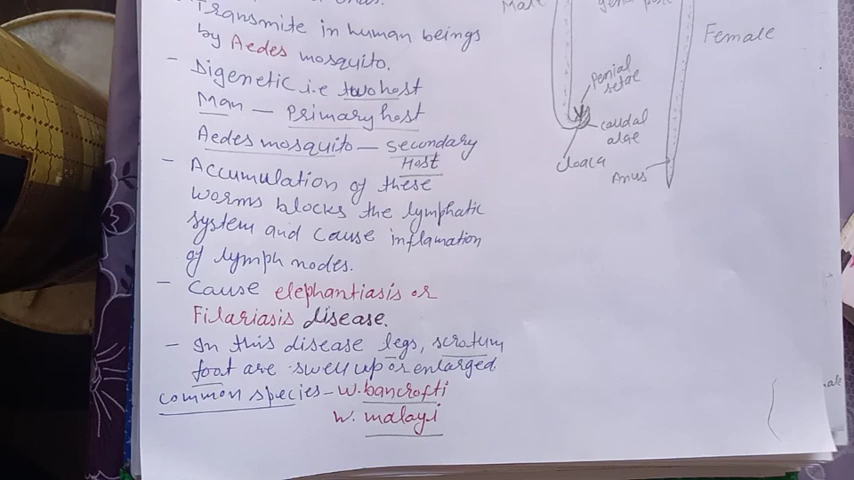 Transmite in human beings
by Aedes mosquito.
- Digenetic i.e two host
Man - Primary host
Aedes mosquito - secondary
Host
- Accumulation of these
worms blocks the lymphatic
system and cause inflamation
of lymph nodes.
- Cause elephantiasis or
Filariasis disease.
- In this disease legs, scrotum
foot are swell up or enlarged
common species - W. bancrofti
W. malayi
Male
Female
penial
setae
caudal
alae
cloaca
Anus